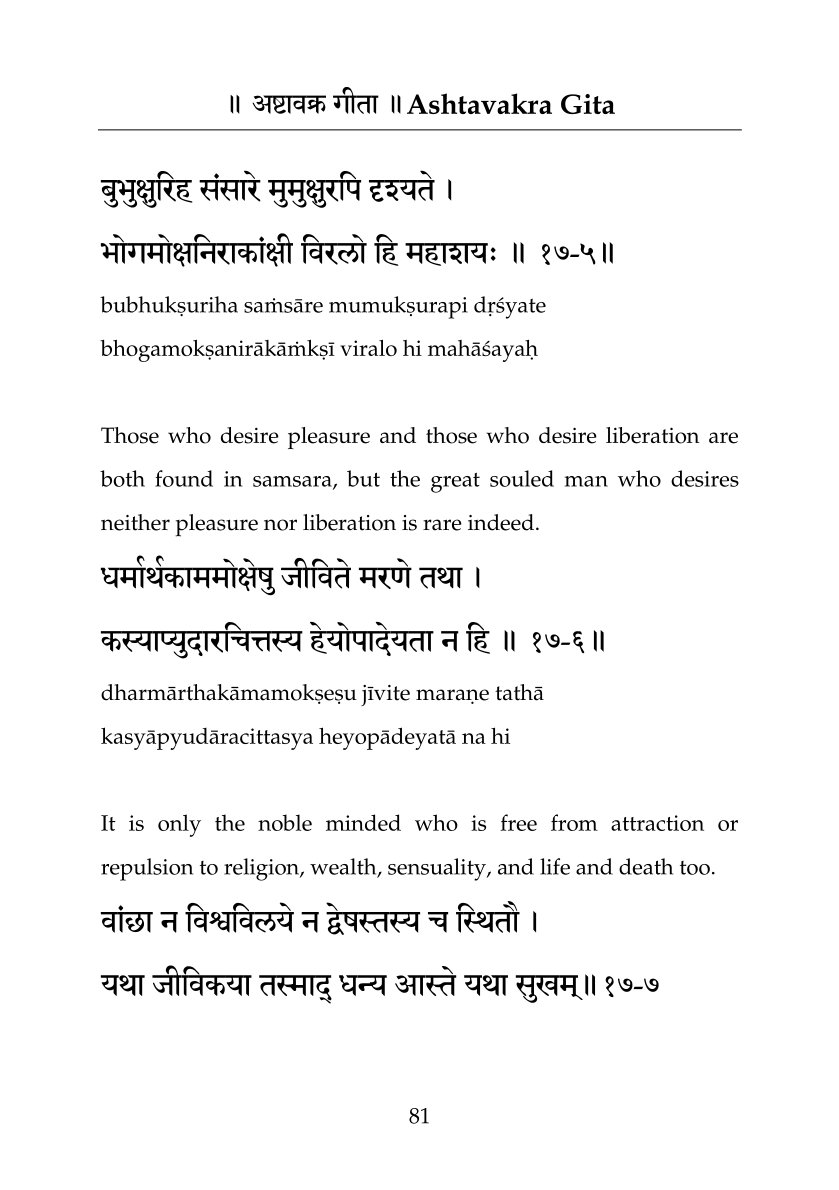 ॥ अष्टावक्र गीता ॥ Ashtavakra Gita
बुभुक्षुरिह संसारे मुमुक्षुरपि दृश्यते ।
भोगमोक्षनिराकांक्षी विरलो हि महाशयः ॥ १७-५॥
bubhukṣuriha saṁsāre mumukṣurapi dṛśyate
bhogamokṣanirākāṁkṣī viralo hi mahāśayaḥ
Those who desire pleasure and those who desire liberation are
both found in samsara, but the great souled man who desires
neither pleasure nor liberation is rare indeed.
धर्मार्थकाममोक्षेषु जीविते मरणे तथा ।
कस्याप्युदारचित्तस्य हेयोपादेयता न हि ॥ १७-६॥
dharmārthakāmamokṣeṣu jīvite maraṇe tathā
kasyāpyudāracittasya heyopādeyatā na hi
It is only the noble minded who is free from attraction or
repulsion to religion, wealth, sensuality, and life and death too.
वांछा न विश्वविलये न द्वेषस्तस्य च स्थितौ ।
यथा जीविकया तस्माद् धन्य आस्ते यथा सुखम्॥ १७-७
81